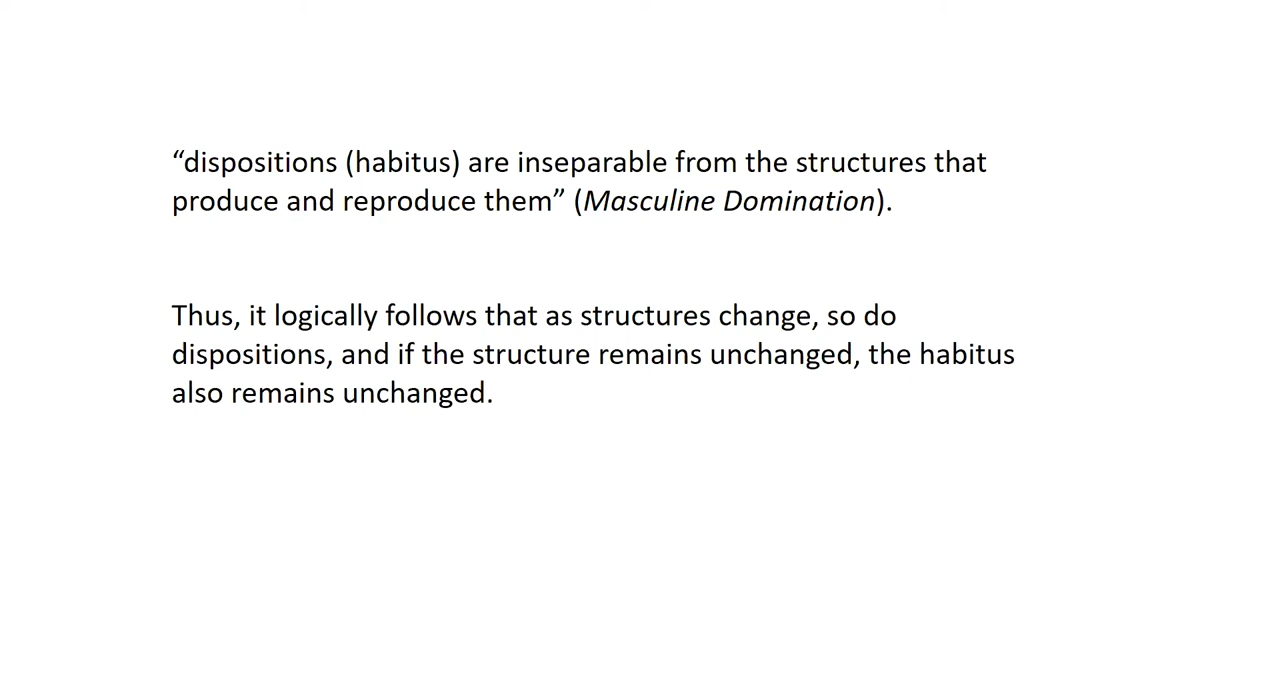 “dispositions (habitus) are inseparable from the structures that
produce and reproduce them” (Masculine Domination).
Thus, it logically follows that as structures change, so do
dispositions, and if the structure remains unchanged, the habitus
also remains unchanged.